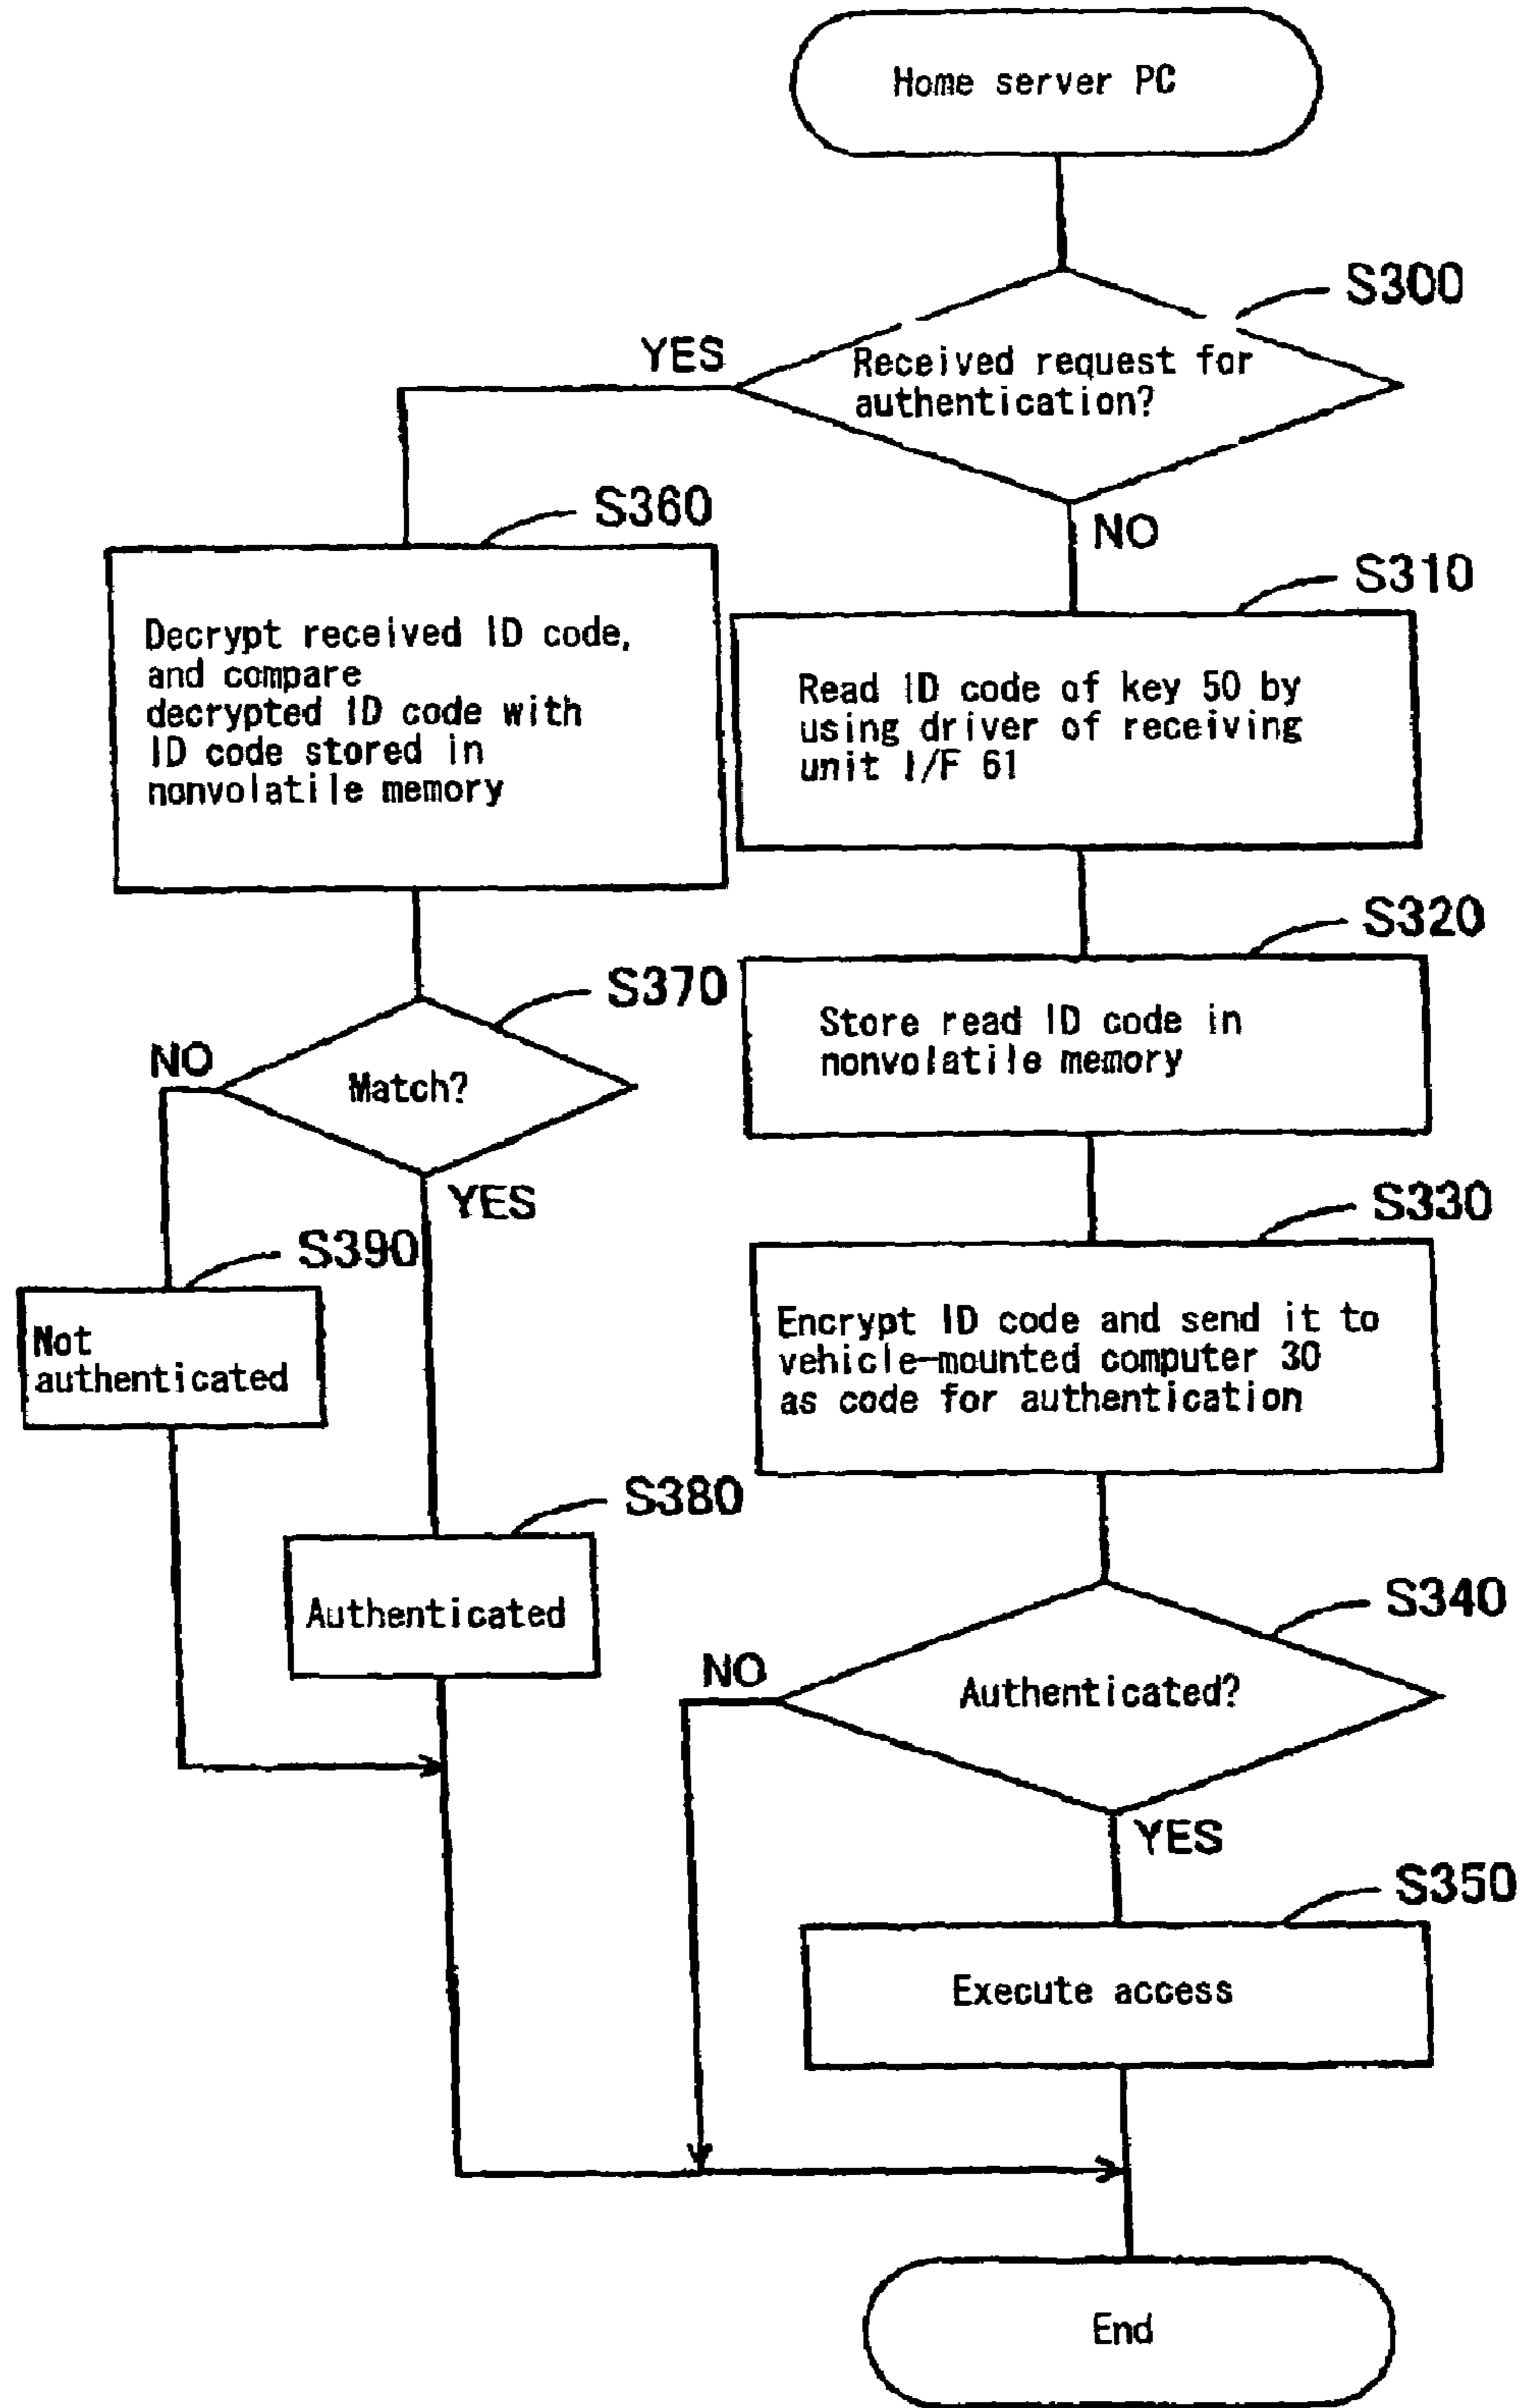 Home server PC
S300
YES
Received request for
authentication?
NO
S360
Decrypt received ID code,
and compare
decrypted ID code with
ID code stored in
nonvolatile memory
S310
Read ID code of key 50 by
using driver of receiving
unit I/F 61
S320
Store read ID code in
nonvolatile memory
S370
NO
Match?
YES
S330
Encrypt ID code and send it to
vehicle-mounted computer 30
as code for authentication
S390
Not
authenticated
S380
Authenticated
S340
NO
Authenticated?
YES
S350
Execute access
End